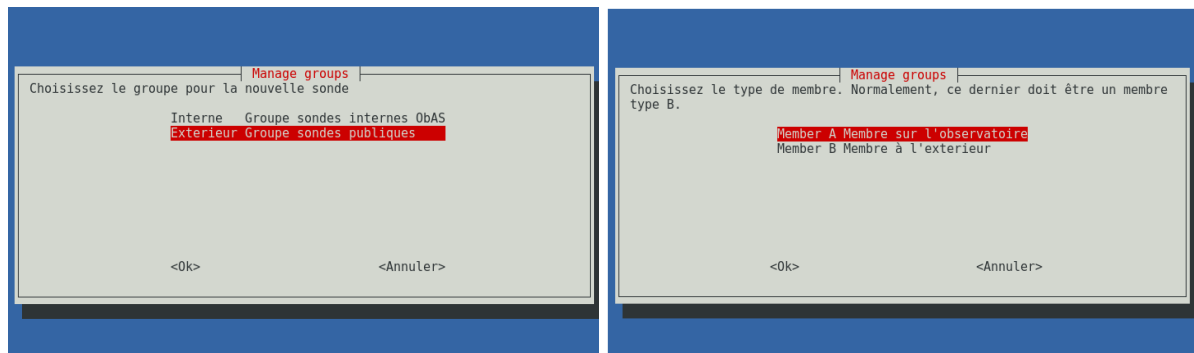 Manage groups
Choisissez le groupe pour la nouvelle sonde
Interne Groupe sondes internes ObAS
Exterieur Groupe sondes publiques
<Ok> <Annuler>
Manage groups
Choisissez le type de membre. Normalement, ce dernier doit être un membre
type B.
Member A Membre sur l'observatoire
Member B Membre à l'exterieur
<Ok> <Annuler>